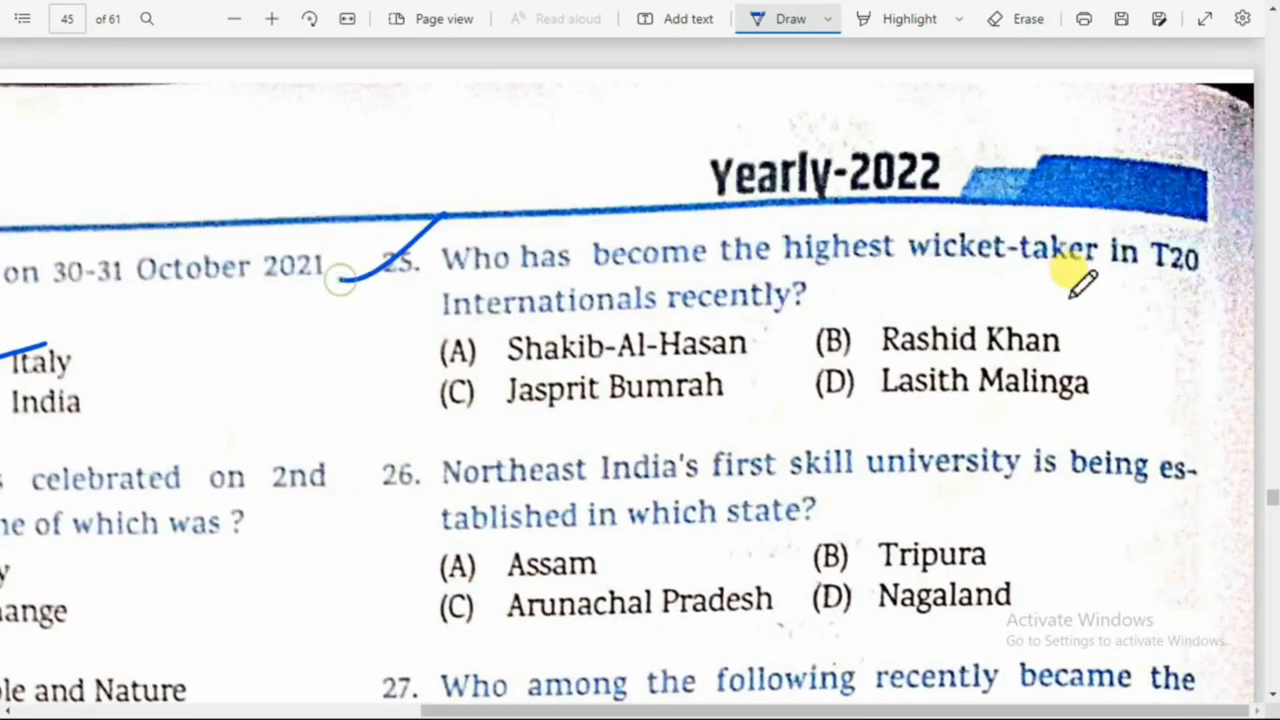 45 of 61 Page view Read aloud Add text Draw Highlight Erase
Yearly-2022
on 30-31 October 2021
Italy
India
celebrated on 2nd
of which was ?
ange
and Nature
25. Who has become the highest wicket-taker in T20
Internationals recently?
(A) Shakib-Al-Hasan (B) Rashid Khan
(C) Jasprit Bumrah (D) Lasith Malinga
26. Northeast India's first skill university is being es-
tablished in which state?
(A) Assam (B) Tripura
(C) Arunachal Pradesh (D) Nagaland
Activate Windows
Go to Settings to activate Windows.
27. Who among the following recently became the